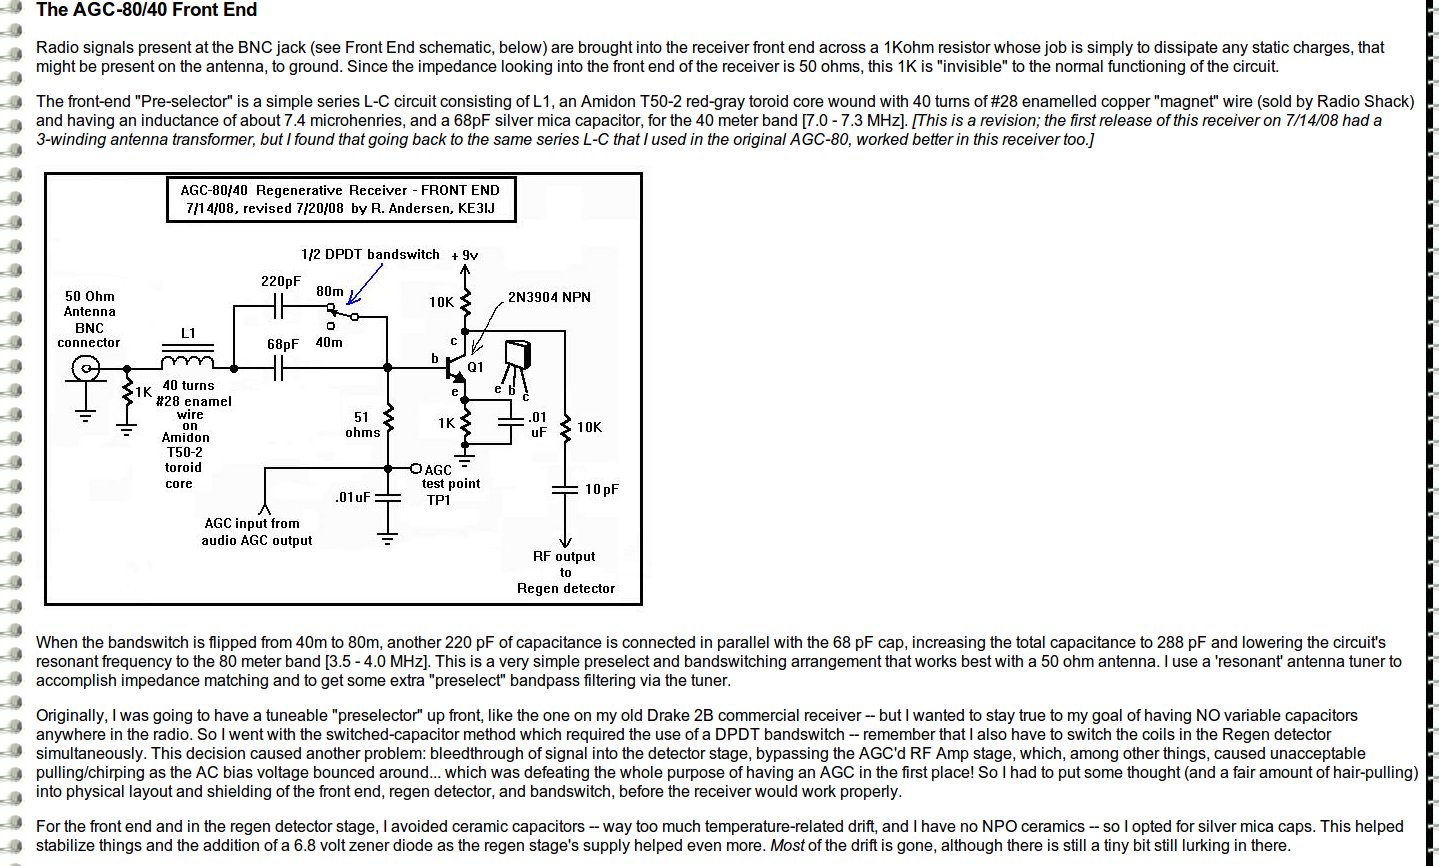 The AGC-80/40 Front End
Radio signals present at the BNC jack (see Front End schematic, below) are brought into the receiver front end across a 1Kohm resistor whose job is simply to dissipate any static charges, that
might be present on the antenna, to ground. Since the impedance looking into the front end of the receiver is 50 ohms, this 1K is "invisible" to the normal functioning of the circuit.
The front-end "Pre-selector" is a simple series L-C circuit consisting of L1, an Amidon T50-2 red-gray toroid core wound with 40 turns of #28 enamelled copper "magnet" wire (sold by Radio Shack)
and having an inductance of about 7.4 microhenries, and a 68pF silver mica capacitor, for the 40 meter band [7.0 - 7.3 MHz]. [This is a revision; the first release of this receiver on 7/14/08 had a
3-winding antenna transformer, but I found that going back to the same series L-C that I used in the original AGC-80, worked better in this receiver too.]
AGC-80/40 Regenerative Receiver - FRONT END
7/14/08, revised 7/20/08 by R. Andersen, KE3IJ
1/2 DPDT bandswitch
+ 9v
220pF
80m
10K
2N3904 NPN
50 Ohm
Antenna
BNC
connector
L1
68pF
40m
c
b
Q1
e
e b c
1K
40 turns
#28 enamel
wire
on
Amidon
T50-2
toroid
core
51
ohms
1K
.01
uF
10K
AGC
test point
TP1
.01uF
10pF
AGC input from
audio AGC output
RF output
to
Regen detector
When the bandswitch is flipped from 40m to 80m, another 220 pF of capacitance is connected in parallel with the 68 pF cap, increasing the total capacitance to 288 pF and lowering the circuit's
resonant frequency to the 80 meter band [3.5 - 4.0 MHz]. This is a very simple preselect and bandswitching arrangement that works best with a 50 ohm antenna. I use a 'resonant' antenna tuner to
accomplish impedance matching and to get some extra "preselect" bandpass filtering via the tuner.
Originally, I was going to have a tuneable "preselector" up front, like the one on my old Drake 2B commercial receiver -- but I wanted to stay true to my goal of having NO variable capacitors
anywhere in the radio. So I went with the switched-capacitor method which required the use of a DPDT bandswitch -- remember that I also have to switch the coils in the Regen detector
simultaneously. This decision caused another problem: bleedthrough of signal into the detector stage, bypassing the AGC'd RF Amp stage, which, among other things, caused unacceptable
pulling/chirping as the AC bias voltage bounced around... which was defeating the whole purpose of having an AGC in the first place! So I had to put some thought (and a fair amount of hair-pulling)
into physical layout and shielding of the front end, regen detector, and bandswitch, before the receiver would work properly.
For the front end and in the regen detector stage, I avoided ceramic capacitors -- way too much temperature-related drift, and I have no NPO ceramics -- so I opted for silver mica caps. This helped
stabilize things and the addition of a 6.8 volt zener diode as the regen stage's supply helped even more. Most of the drift is gone, although there is still a tiny bit still lurking in there.